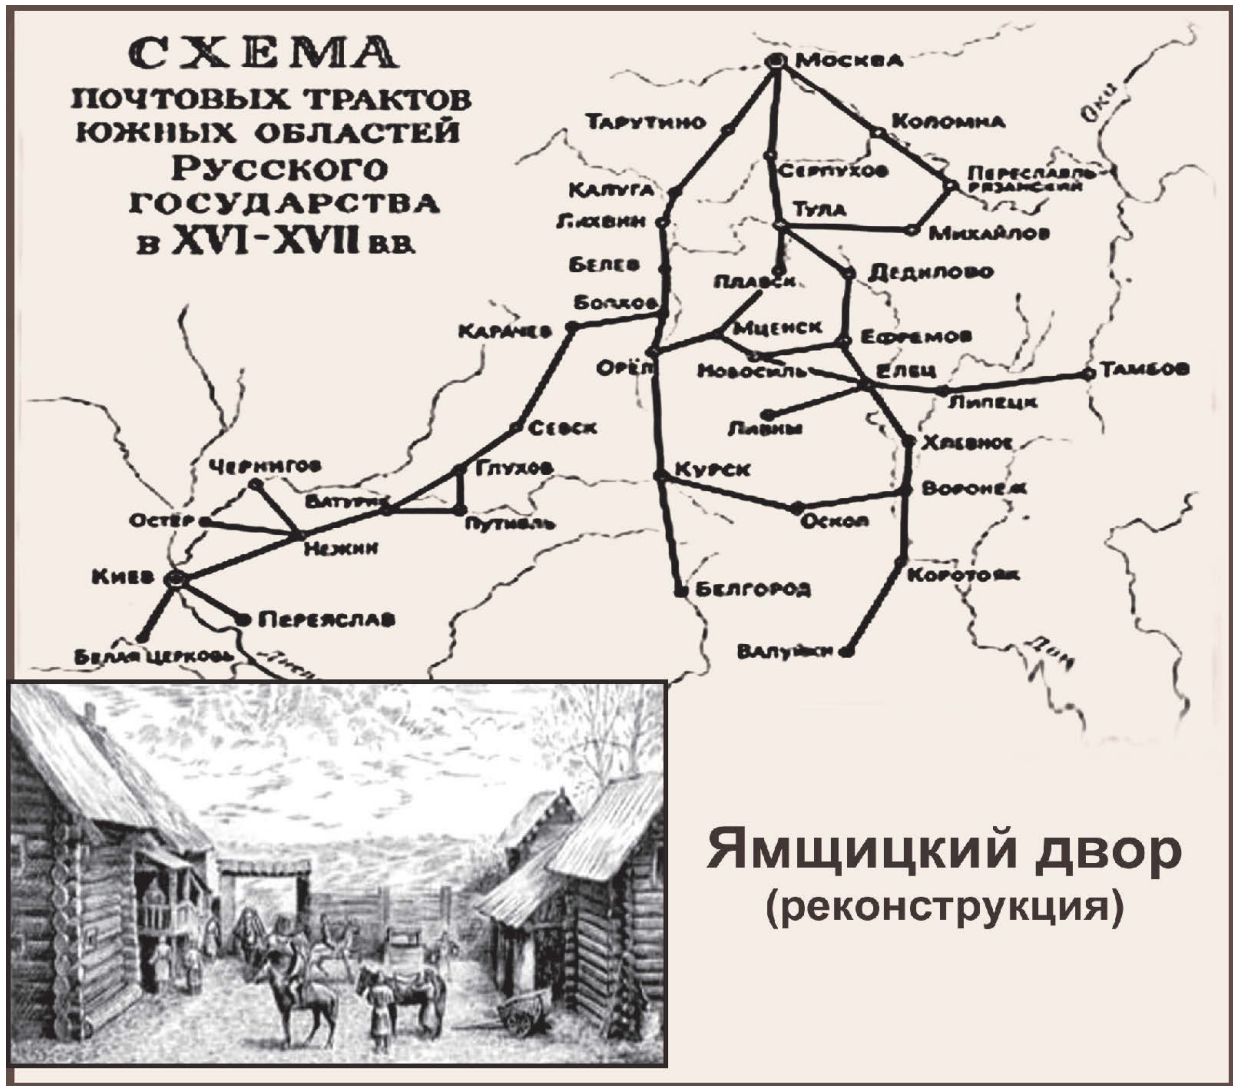 СХЕМА
ПОЧТОВЫХ ТРАКТОВ
ЮЖНЫХ ОБЛАСТЕЙ
РУССКОГО
ГОСУДАРСТВА
в XVI-XVII вв.
МОСКВА
ТАРУТИНО
КОЛОМНА
Оки
СЕРПУХОВ
ПЕРЕСЛАВЛЬ
РЯЗАНСКИЙ
КАЛУГА
ЛИХВИН
ТУЛА
МИХАЙЛОВ
БЕЛЕВ
ПЛАВСК
ДЕДИЛОВО
БОЛХОВ
КАРАЧЕВ
МЦЕНСК
ЕФРЕМОВ
ОРЁЛ
НОВОСИЛЬ
ЕЛЕЦ
ТАМБОВ
ЛИПЕЦК
СЕВСК
ЛИВНЫ
ХЛЕВНОЕ
ЧЕРНИГОВ
ГЛУХОВ
КУРСК
БАТУРИН
ВОРОНЕЖ
ОСТЁР
ПУТИВЛЬ
ОСКОЛ
НЕЖИН
КИЕВ
БЕЛГОРОД
КОРОТОЯК
ПЕРЕЯСЛАВ
БЕЛАЯ ЦЕРКОВЬ
ВАЛУЙКИ
Дон
Ямщицкий двор
(реконструкция)